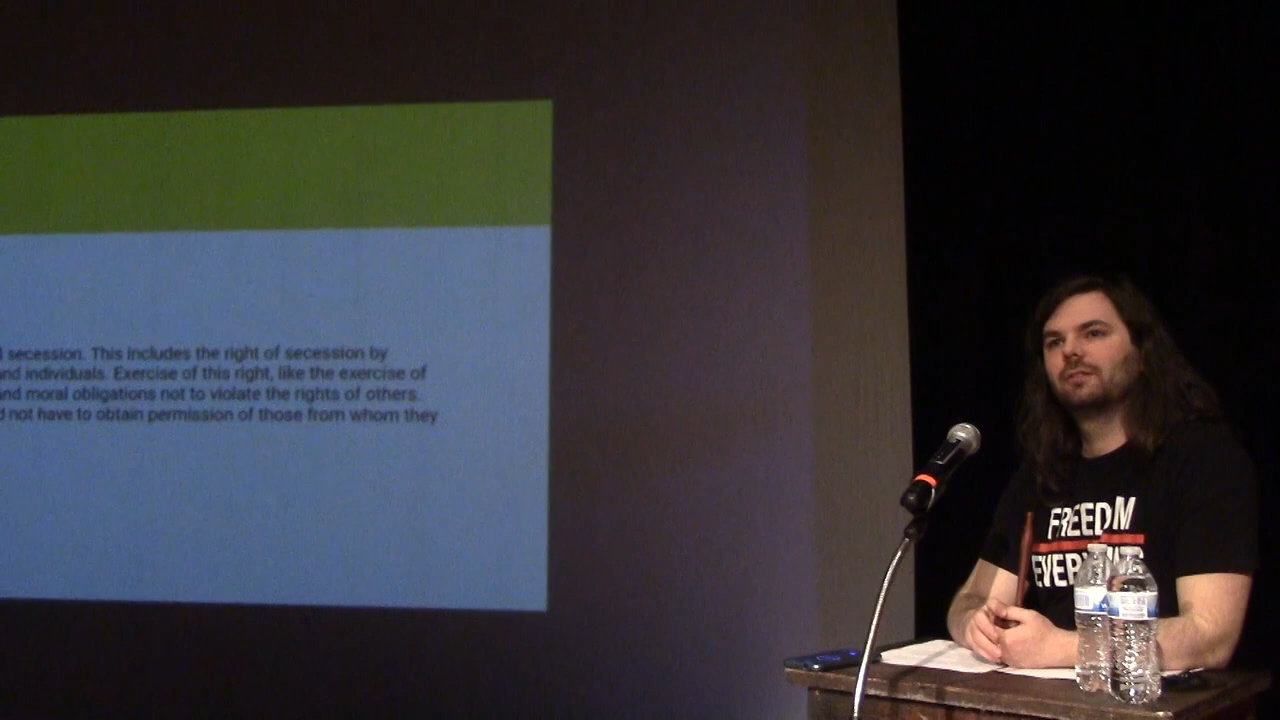 secession. This includes the right of secession by
and individuals. Exercise of this right, like the exercise of
and moral obligations not to violate the rights of others.
not have to obtain permission of those from whom they
FREEDM